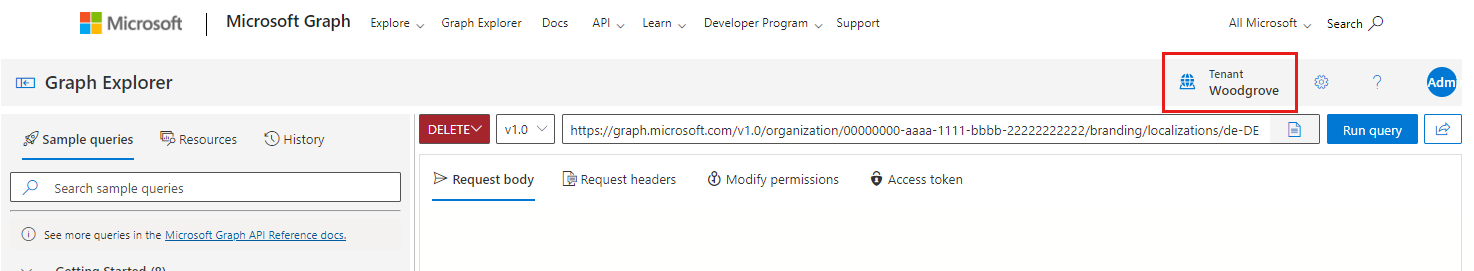 Microsoft Microsoft Graph Explore Graph Explorer Docs API Learn Developer Program Support All Microsoft Search
Graph Explorer Tenant
Woodgrove ? Adm
Sample queries Resources History DELETE v1.0 https://graph.microsoft.com/v1.0/organization/00000000-aaaa-1111-bbbb-22222222222/branding/localizations/de-DE Run query
Request body Request headers Modify permissions Access token
Search sample queries
See more queries in the Microsoft Graph API Reference docs.
Getting Started (8)